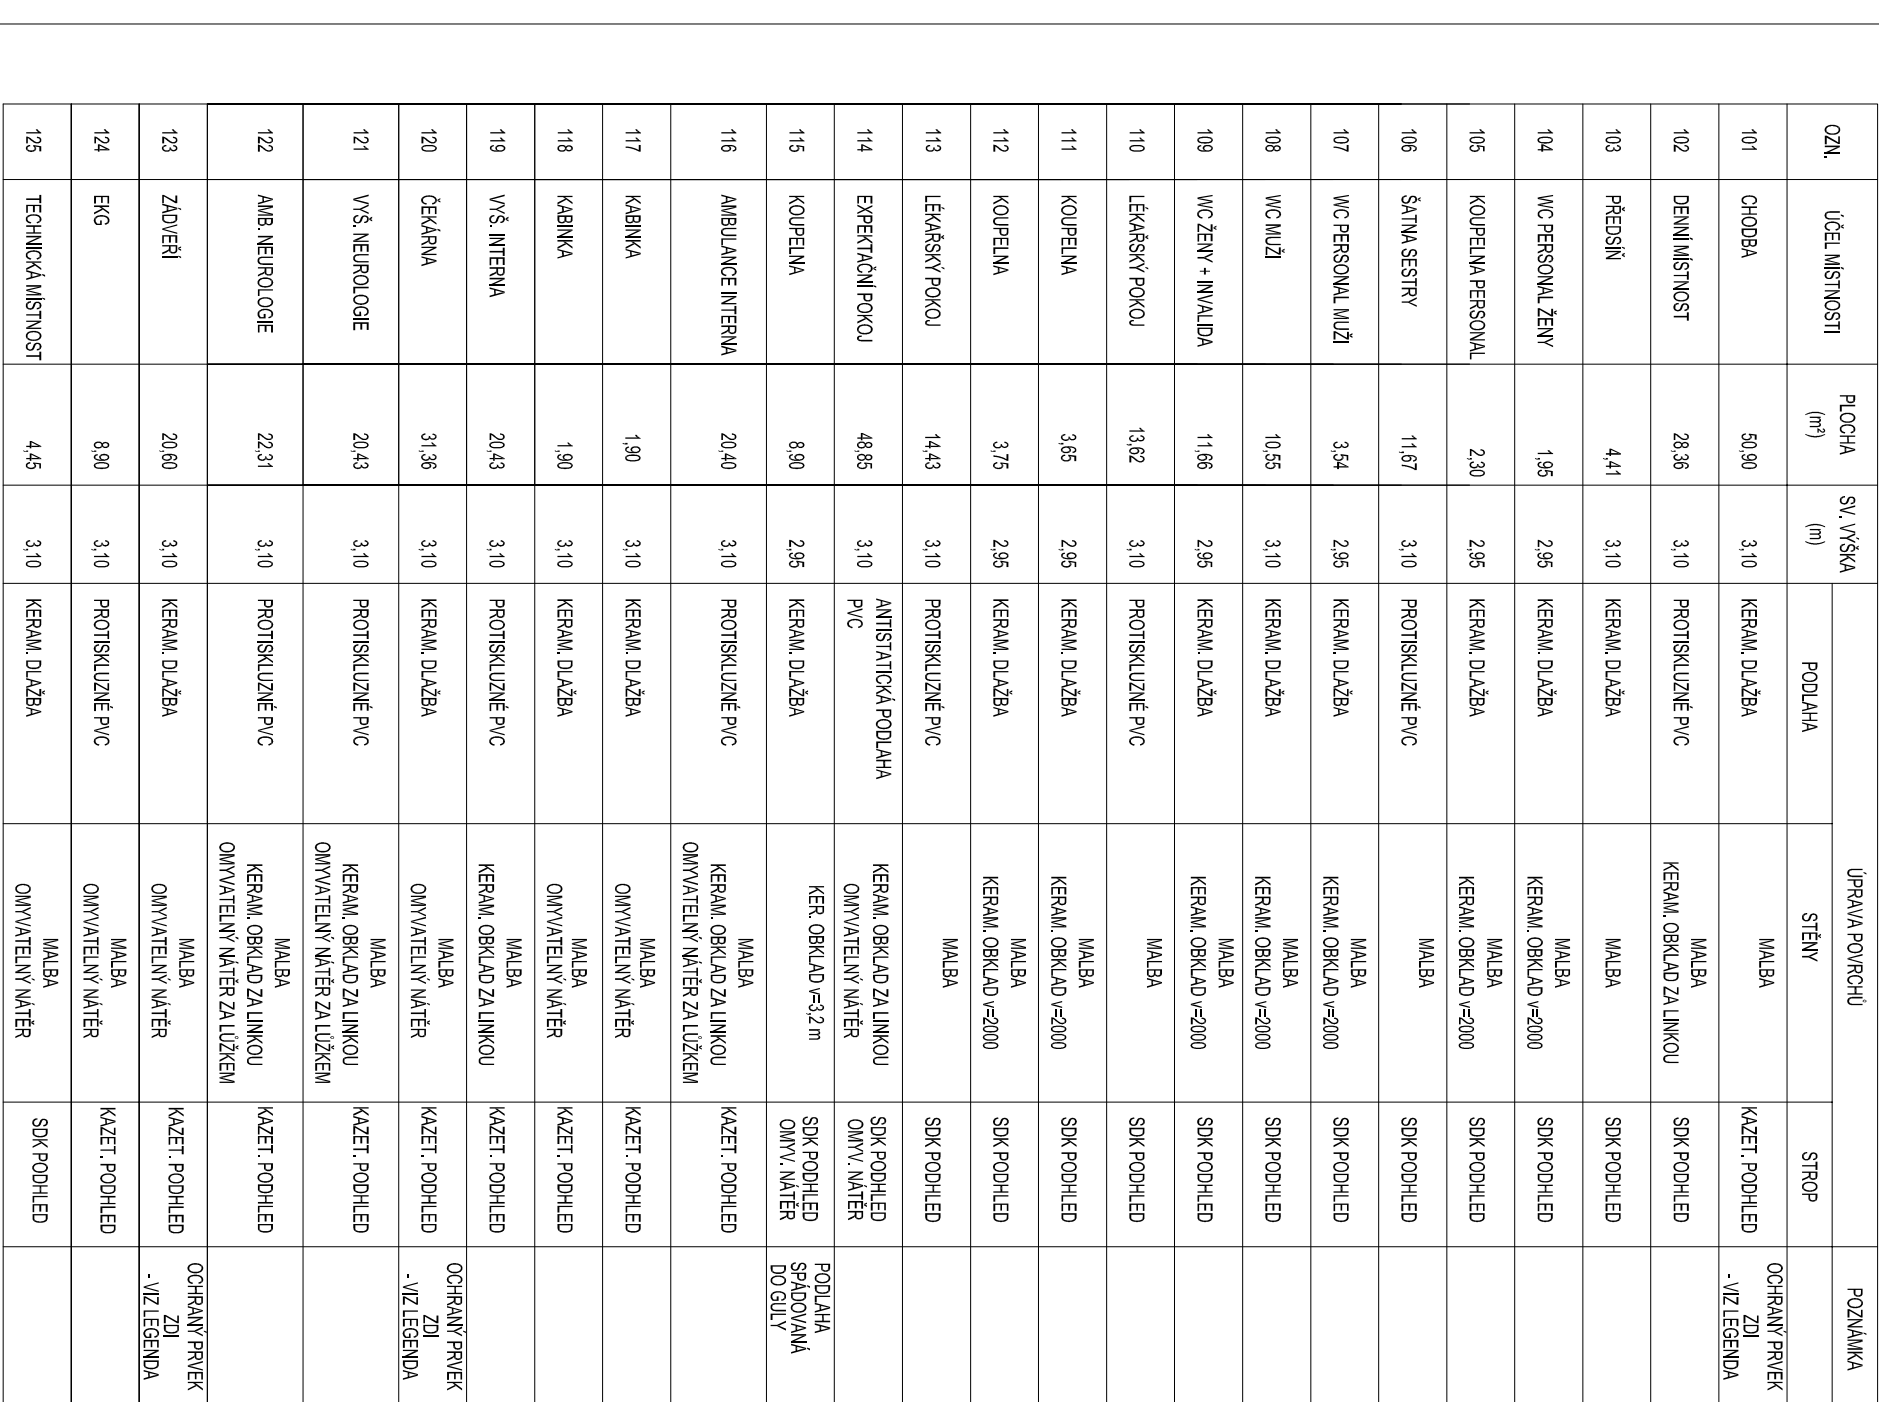 OZN.
ÚČEL MÍSTNOSTI
PLOCHA
(m²)
SV. VÝŠKA
(m)
ÚPRAVA POVRCHŮ
POZNÁMKA
PODLAHA
STĚNY
STROP
101
CHODBA
50,90
3,10
KERAM. DLAŽBA
MALBA
KAZET. PODHLED
OCHRANÝ PRVEK
ZDI
- VIZ LEGENDA
102
DENNÍ MÍSTNOST
28,36
3,10
PROTISKLUZNÉ PVC
MALBA
KERAM. OBKLAD ZA LINKOU
SDK PODHLED
103
PŘEDSÍŇ
4,41
3,10
KERAM. DLAŽBA
MALBA
SDK PODHLED
104
WC PERSONAL ŽENY
1,95
2,95
KERAM. DLAŽBA
MALBA
KERAM. OBKLAD v=2000
SDK PODHLED
105
KOUPELNA PERSONAL
2,30
2,95
KERAM. DLAŽBA
MALBA
KERAM. OBKLAD v=2000
SDK PODHLED
106
ŠATNA SESTRY
11,67
3,10
PROTISKLUZNÉ PVC
MALBA
SDK PODHLED
107
WC PERSONAL MUŽI
3,54
2,95
KERAM. DLAŽBA
MALBA
KERAM. OBKLAD v=2000
SDK PODHLED
108
WC MUŽI
10,55
3,10
KERAM. DLAŽBA
MALBA
KERAM. OBKLAD v=2000
SDK PODHLED
109
WC ŽENY + INVALIDA
11,66
2,95
KERAM. DLAŽBA
MALBA
KERAM. OBKLAD v=2000
SDK PODHLED
110
LÉKAŘSKÝ POKOJ
13,62
3,10
PROTISKLUZNÉ PVC
MALBA
SDK PODHLED
111
KOUPELNA
3,65
2,95
KERAM. DLAŽBA
MALBA
KERAM. OBKLAD v=2000
SDK PODHLED
112
KOUPELNA
3,75
2,95
KERAM. DLAŽBA
MALBA
KERAM. OBKLAD v=2000
SDK PODHLED
113
LÉKAŘSKÝ POKOJ
14,43
3,10
PROTISKLUZNÉ PVC
MALBA
SDK PODHLED
114
EXPEKTAČNÍ POKOJ
48,85
3,10
ANTISTATICKÁ PODLAHA
PVC
KERAM. OBKLAD ZA LINKOU
OMYVATELNÝ NÁTĚR
SDK PODHLED
OMYV. NÁTĚR
115
KOUPELNA
8,90
2,95
KERAM. DLAŽBA
KER. OBKLAD v=3,2 m
SDK PODHLED
OMYV. NÁTĚR
PODLAHA
SPÁDOVANÁ
DO GULY
116
AMBULANCE INTERNA
20,40
3,10
PROTISKLUZNÉ PVC
MALBA
KERAM. OBKLAD ZA LINKOU
OMYVATELNÝ NÁTĚR ZA LŮŽKEM
KAZET. PODHLED
117
KABINKA
1,90
3,10
KERAM. DLAŽBA
MALBA
OMYVATELNÝ NÁTĚR
KAZET. PODHLED
118
KABINKA
1,90
3,10
KERAM. DLAŽBA
MALBA
OMYVATELNÝ NÁTĚR
KAZET. PODHLED
119
VYŠ. INTERNA
20,43
3,10
PROTISKLUZNÉ PVC
MALBA
KERAM. OBKLAD ZA LINKOU
KAZET. PODHLED
120
ČEKÁRNA
31,36
3,10
KERAM. DLAŽBA
MALBA
OMYVATELNÝ NÁTĚR
KAZET. PODHLED
OCHRANÝ PRVEK
ZDI
- VIZ LEGENDA
121
VYŠ. NEUROLOGIE
20,43
3,10
PROTISKLUZNÉ PVC
MALBA
KERAM. OBKLAD ZA LINKOU
OMYVATELNÝ NÁTĚR ZA LŮŽKEM
KAZET. PODHLED
122
AMB. NEUROLOGIE
22,31
3,10
PROTISKLUZNÉ PVC
MALBA
KERAM. OBKLAD ZA LINKOU
OMYVATELNÝ NÁTĚR ZA LŮŽKEM
KAZET. PODHLED
123
ZÁDVEŘÍ
20,60
3,10
KERAM. DLAŽBA
MALBA
OMYVATELNÝ NÁTĚR
KAZET. PODHLED
OCHRANÝ PRVEK
ZDI
- VIZ LEGENDA
124
EKG
8,90
3,10
PROTISKLUZNÉ PVC
MALBA
OMYVATELNÝ NÁTĚR
KAZET. PODHLED
125
TECHNICKÁ MÍSTNOST
4,45
3,10
KERAM. DLAŽBA
MALBA
OMYVATELNÝ NÁTĚR
SDK PODHLED